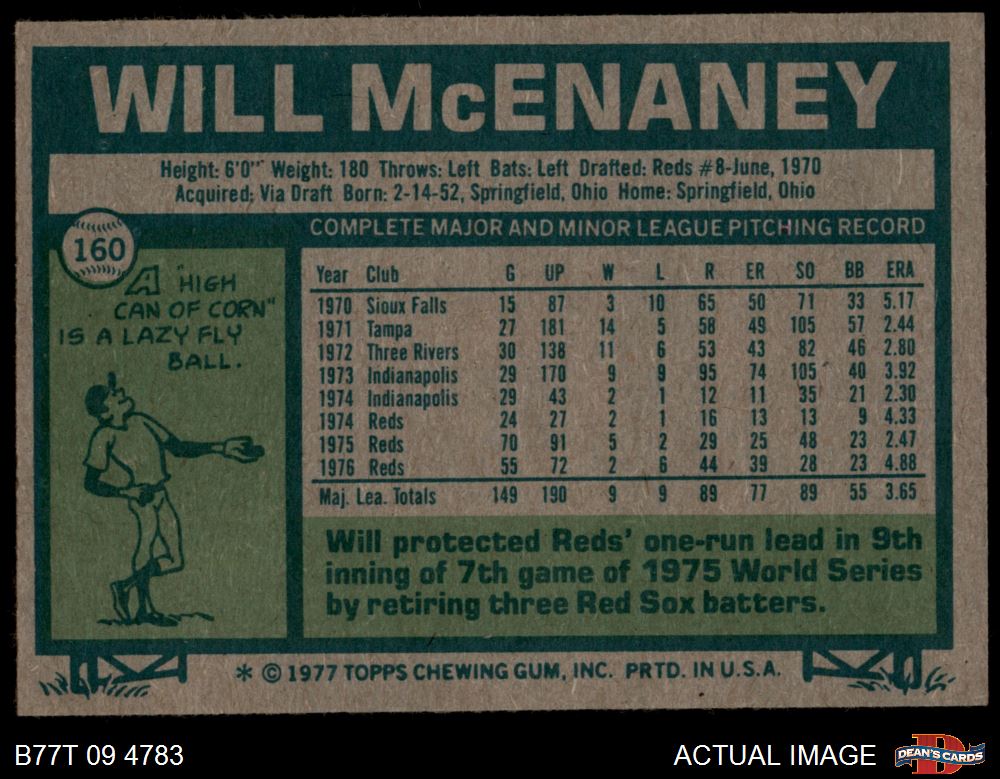 WILL McENANEY
Height: 6'0" Weight: 180 Throws: Left Bats: Left Drafted: Reds #8-June, 1970
Acquired: Via Draft Born: 2-14-52, Springfield, Ohio Home: Springfield, Ohio
160
A "HIGH
CAN OF CORN"
IS A LAZY FLY
BALL.
COMPLETE MAJOR AND MINOR LEAGUE PITCHING RECORD
Year Club G UP W L R ER SO BB ERA
1970 Sioux Falls 15 87 3 10 65 50 71 33 5.17
1971 Tampa 27 181 14 5 58 49 105 57 2.44
1972 Three Rivers 30 138 11 6 53 43 82 46 2.80
1973 Indianapolis 29 170 9 9 95 74 105 40 3.92
1974 Indianapolis 29 43 2 1 12 11 35 21 2.30
1974 Reds 24 27 2 1 16 13 13 9 4.33
1975 Reds 70 91 5 2 29 25 48 23 2.47
1976 Reds 55 72 2 6 44 39 28 23 4.88
Maj. Lea. Totals 149 190 9 9 89 77 89 55 3.65
Will protected Reds' one-run lead in 9th
inning of 7th game of 1975 World Series
by retiring three Red Sox batters.
* © 1977 TOPPS CHEWING GUM, INC. PRTD. IN U.S.A.
B77T 09 4783
ACTUAL IMAGE
DEAN'S CARDS